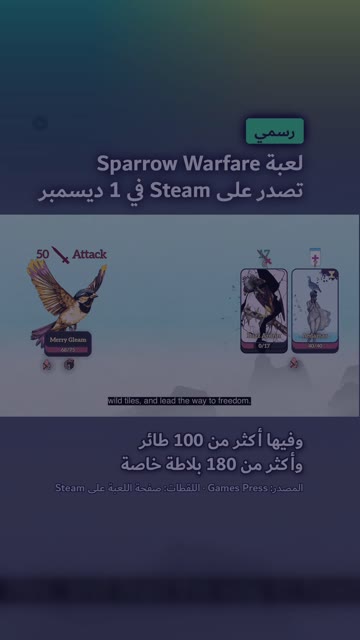 رسمي
لعبة Sparrow Warfare
تصدر على Steam في 1 ديسمبر
50 Attack
Merry Gleam
0/17
wild tiles, and lead the way to freedom.
وفيها أكثر من 100 طائر
وأكثر من 180 بلاطة خاصة
المصدر: Games Press · اللقطات: صفحة اللعبة على Steam